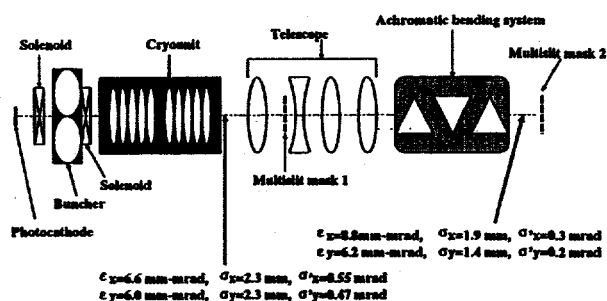 Achromatic bending system
Telescope
Solenoid
Cryounit
Multislit mask 2
Solenoid
Multislit mask 1
Buncher
Photocathode
εx=8.8mm-mrad, σx=1.9 mm, σ'x=0.3 mrad
εy=6.2 mm-mrad, σy=1.4 mm, σ'y=0.2 mrad
εx=6.6 mm-mrad, σx=2.3 mm, σ'x=0.55 mrad
εy=6.0 mm-mrad, σy=2.3 mm, σ'y=0.47 mrad